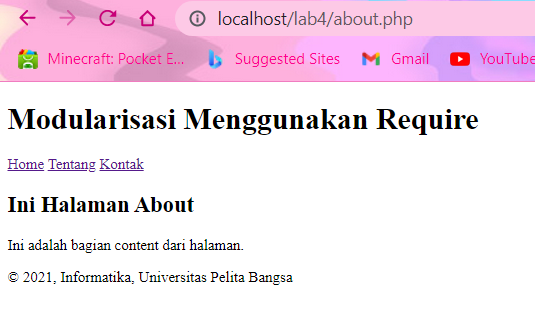 localhost/lab4/about.php
Minecraft: Pocket E... Suggested Sites Gmail YouTube
Modularisasi Menggunakan Require
Home Tentang Kontak
Ini Halaman About
Ini adalah bagian content dari halaman.
© 2021, Informatika, Universitas Pelita Bangsa